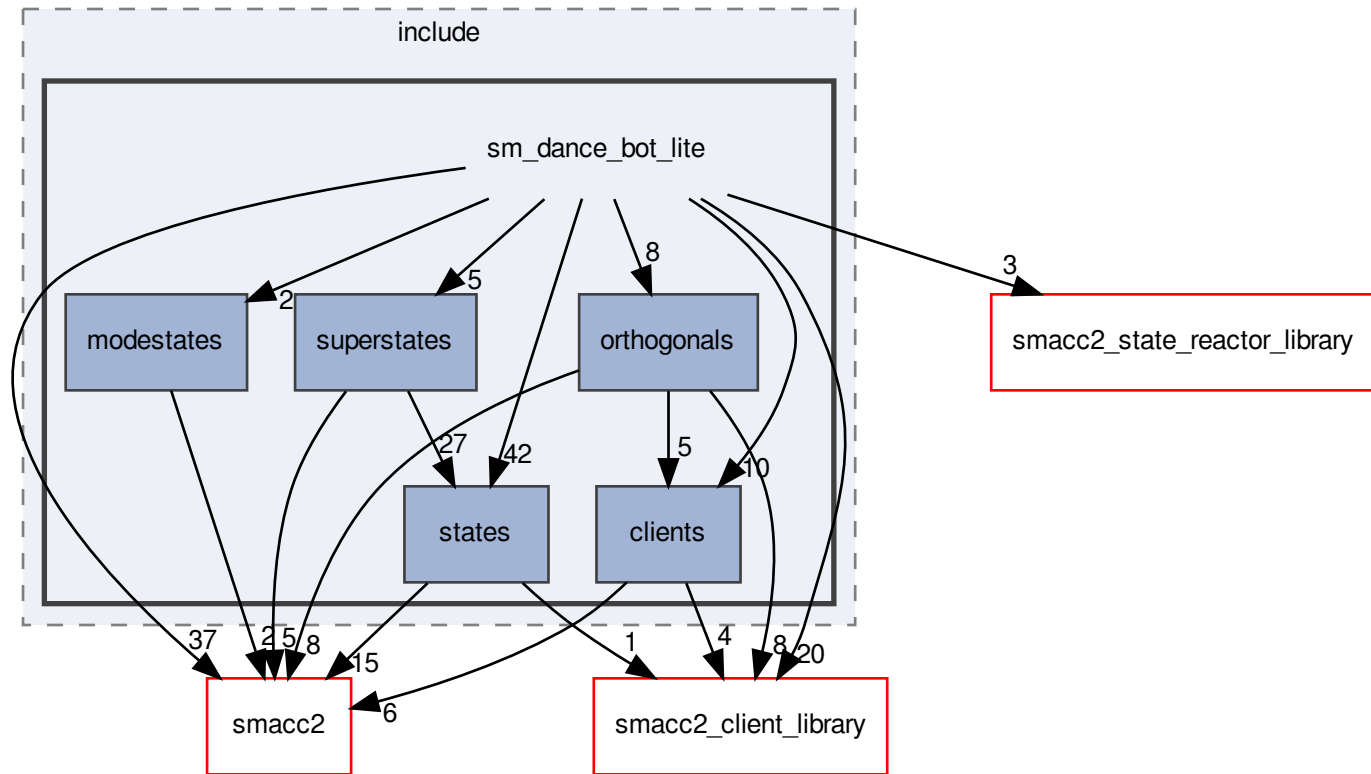 include
sm_dance_bot_lite
8
3
2
5
modestates
superstates
orthogonals
smacc2_state_reactor_library
27
42
5
10
states
clients
37
2
5
8
15
6
1
4
8
20
smacc2
smacc2_client_library